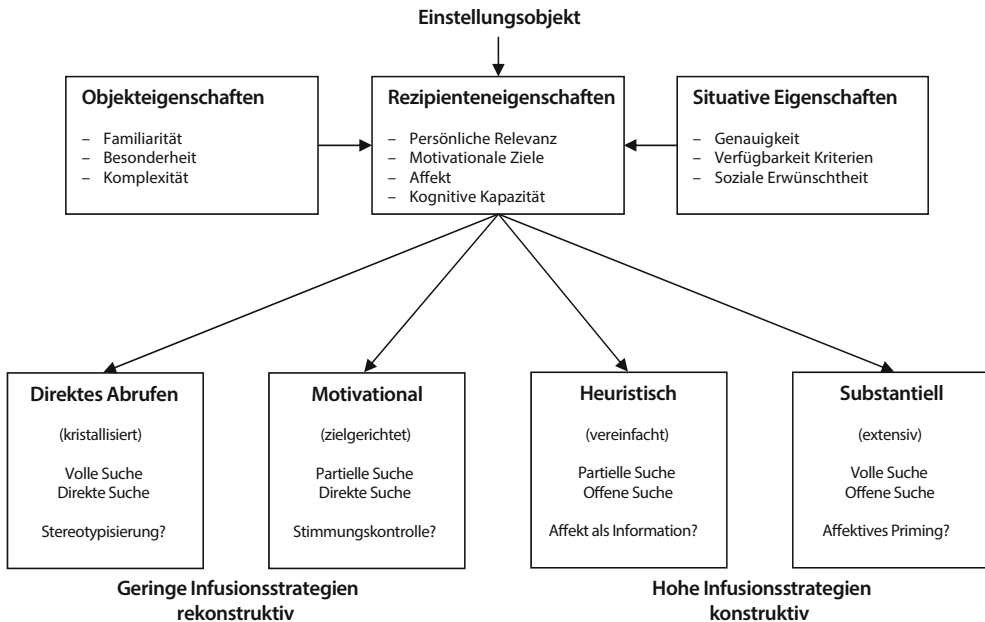 Einstellungsobjekt
Objekteigenschaften
– Familiarität
– Besonderheit
– Komplexität
Rezipienteneigenschaften
– Persönliche Relevanz
– Motivationale Ziele
– Affekt
– Kognitive Kapazität
Situative Eigenschaften
– Genauigkeit
– Verfügbarkeit Kriterien
– Soziale Erwünschtheit
Direktes Abrufen
(kristallisiert)
Volle Suche
Direkte Suche
Stereotypisierung?
Motivational
(zielgerichtet)
Partielle Suche
Direkte Suche
Stimmungskontrolle?
Heuristisch
(vereinfacht)
Partielle Suche
Offene Suche
Affekt als Information?
Substantiell
(extensiv)
Volle Suche
Offene Suche
Affektives Priming?
Geringe Infusionsstrategien
rekonstruktiv
Hohe Infusionsstrategien
konstruktiv